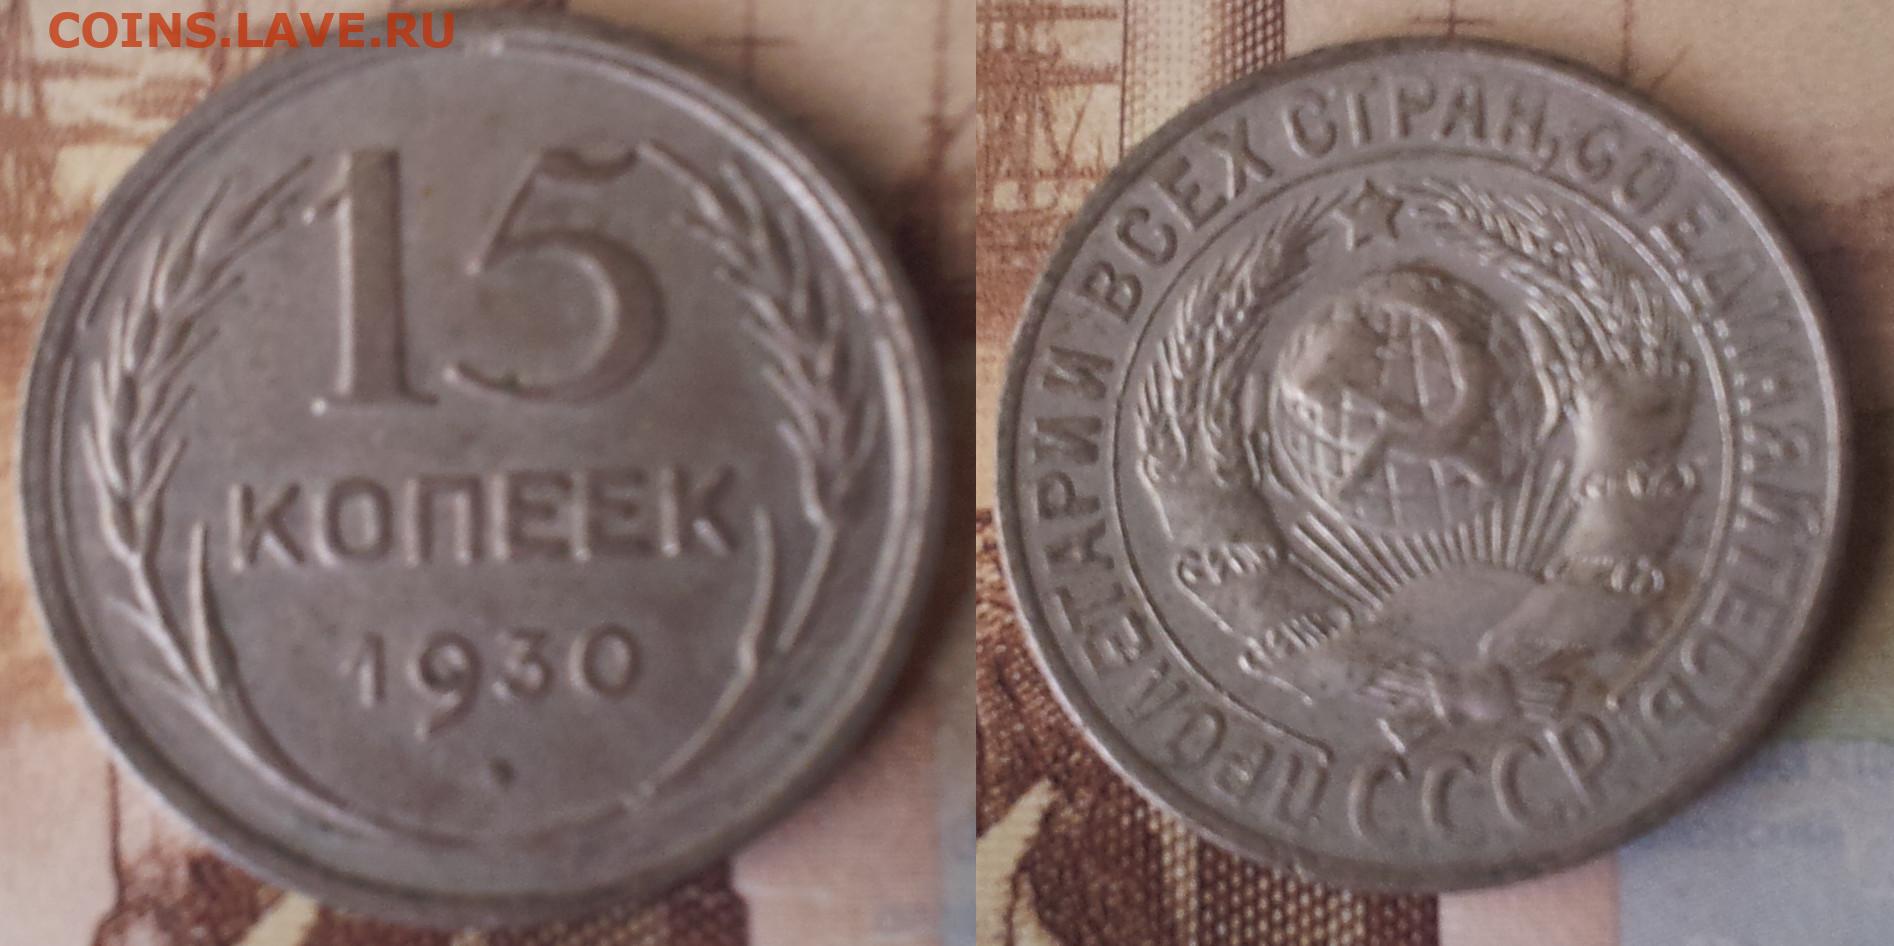 COINS.LAVE.RU
15
КОПЕЕК
1930
ПРОЛЕТАРИИ ВСЕХ СТРАН, СОЕДИНЯЙТЕСЬ!
СССР